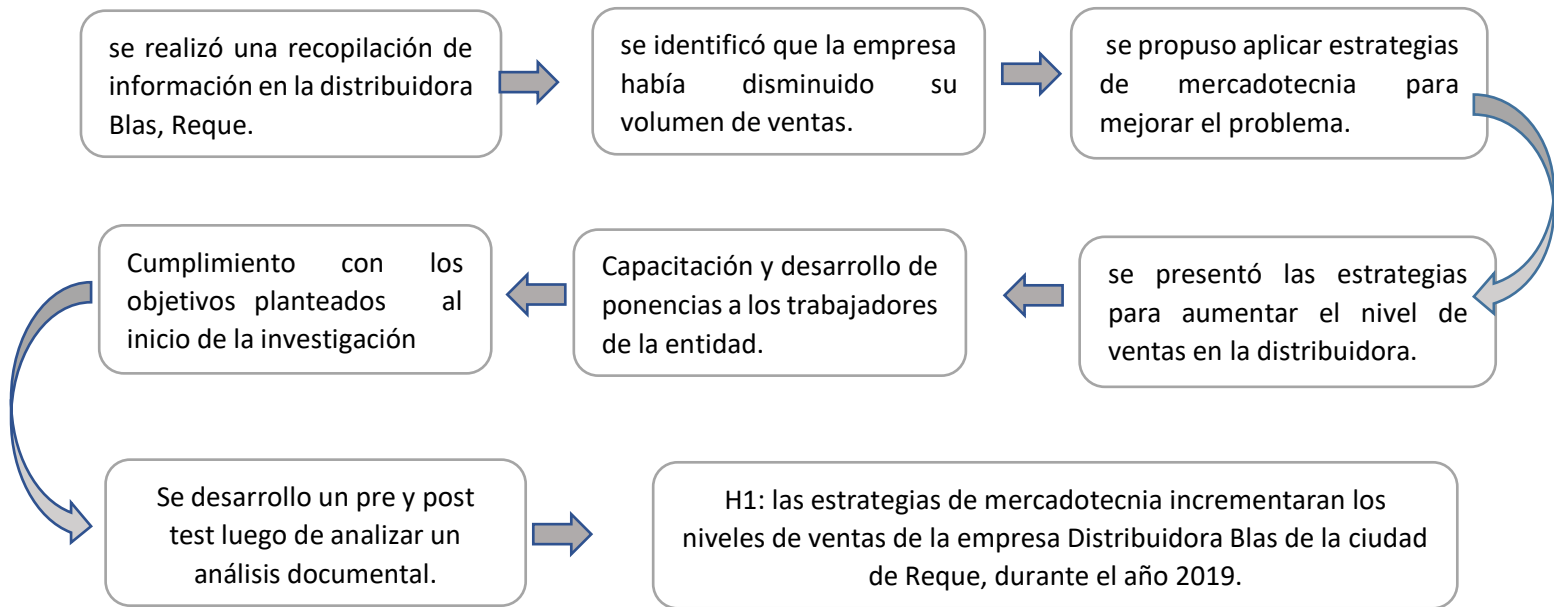 se realizó una recopilación de
información en la distribuidora
Blas, Reque.
se identificó que la empresa
había disminuido su
volumen de ventas.
se propuso aplicar estrategias
de mercadotecnia para
mejorar el problema.
se presentó las estrategias
para aumentar el nivel de
ventas en la distribuidora.
Capacitación y desarrollo de
ponencias a los trabajadores
de la entidad.
Cumplimiento con los
objetivos planteados al
inicio de la investigación
Se desarrollo un pre y post
test luego de analizar un
análisis documental.
H1: las estrategias de mercadotecnia incrementaran los
niveles de ventas de la empresa Distribuidora Blas de la ciudad
de Reque, durante el año 2019.